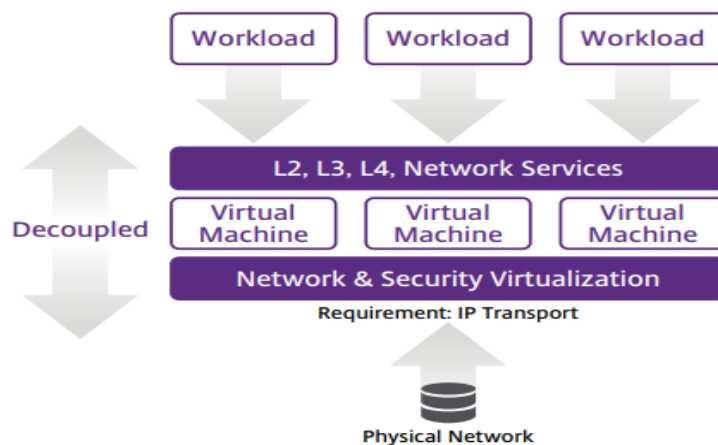 Workload Workload Workload
L2, L3, L4, Network Services
Decoupled
Virtual Machine
Virtual Machine
Virtual Machine
Network & Security Virtualization
Requirement: IP Transport
Physical Network